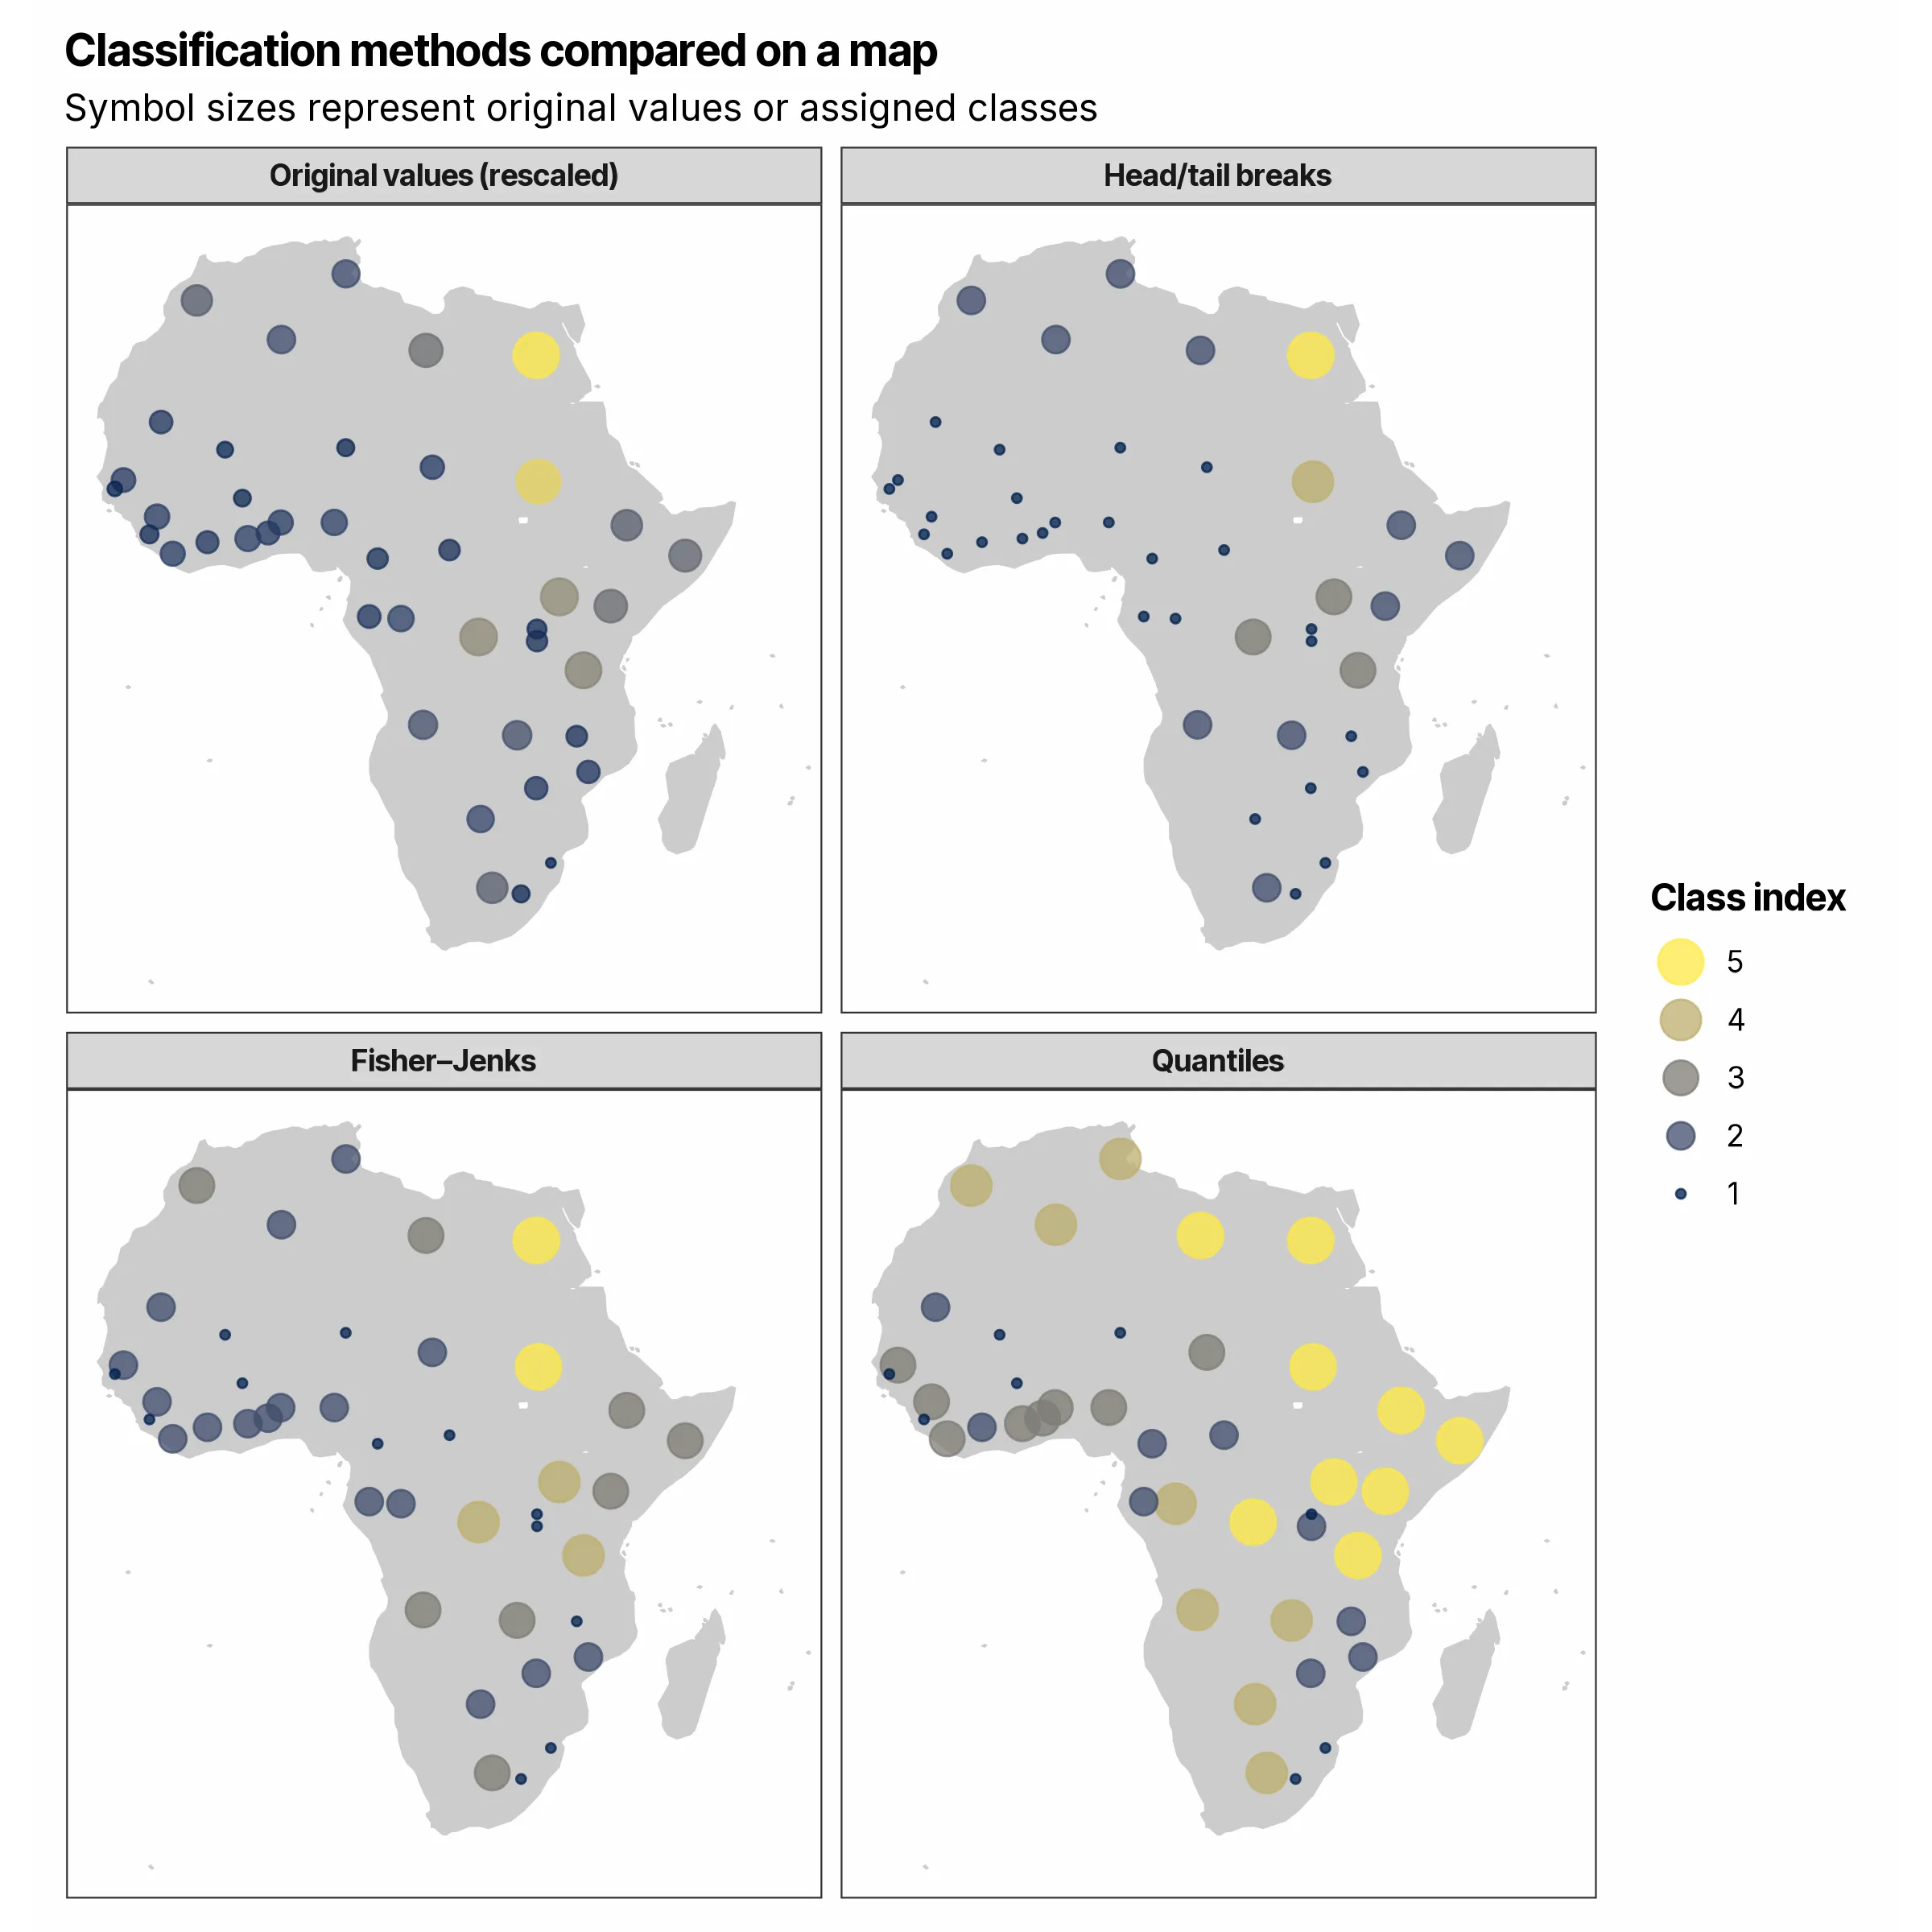 Classification methods compared on a map
Symbol sizes represent original values or assigned classes
Original values (rescaled)
Head/tail breaks
Fisher–Jenks
Quantiles
Class index
5
4
3
2
1